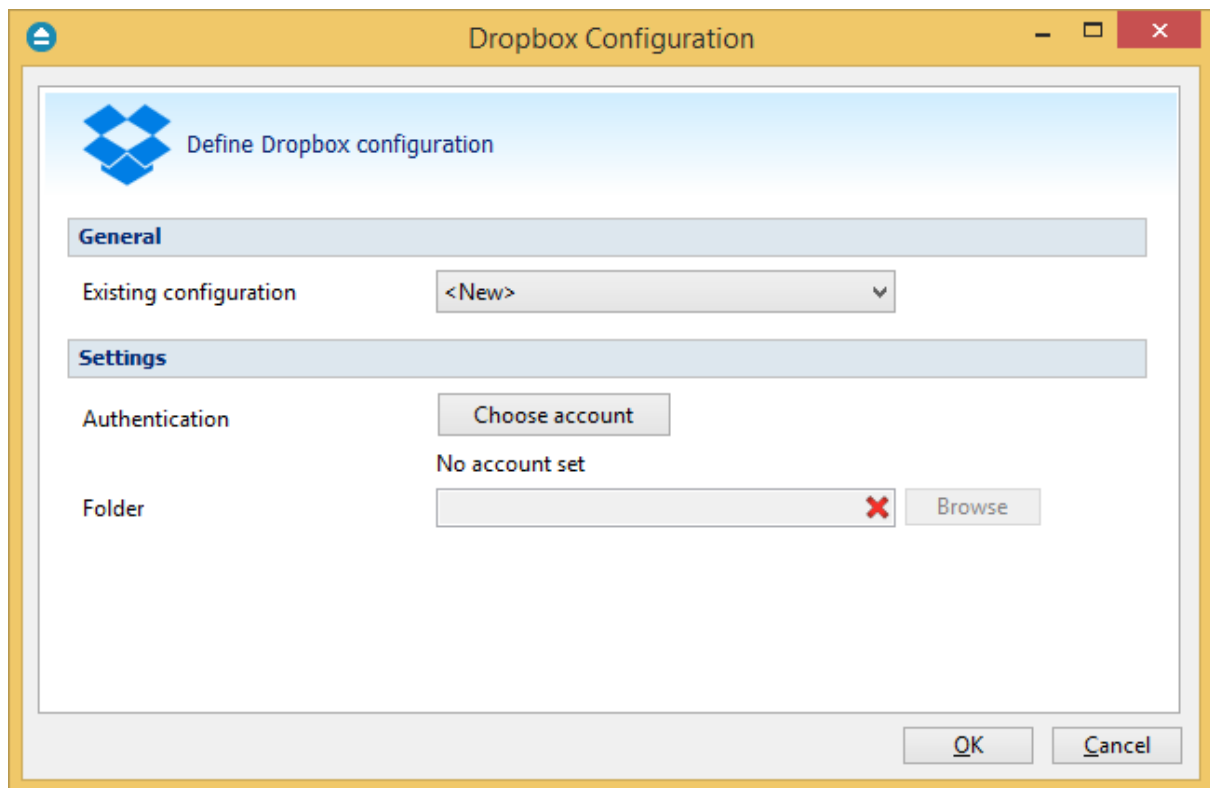 Dropbox Configuration
Define Dropbox configuration
General
Existing configuration <New>
Settings
Authentication Choose account
No account set
Folder Browse
OK Cancel